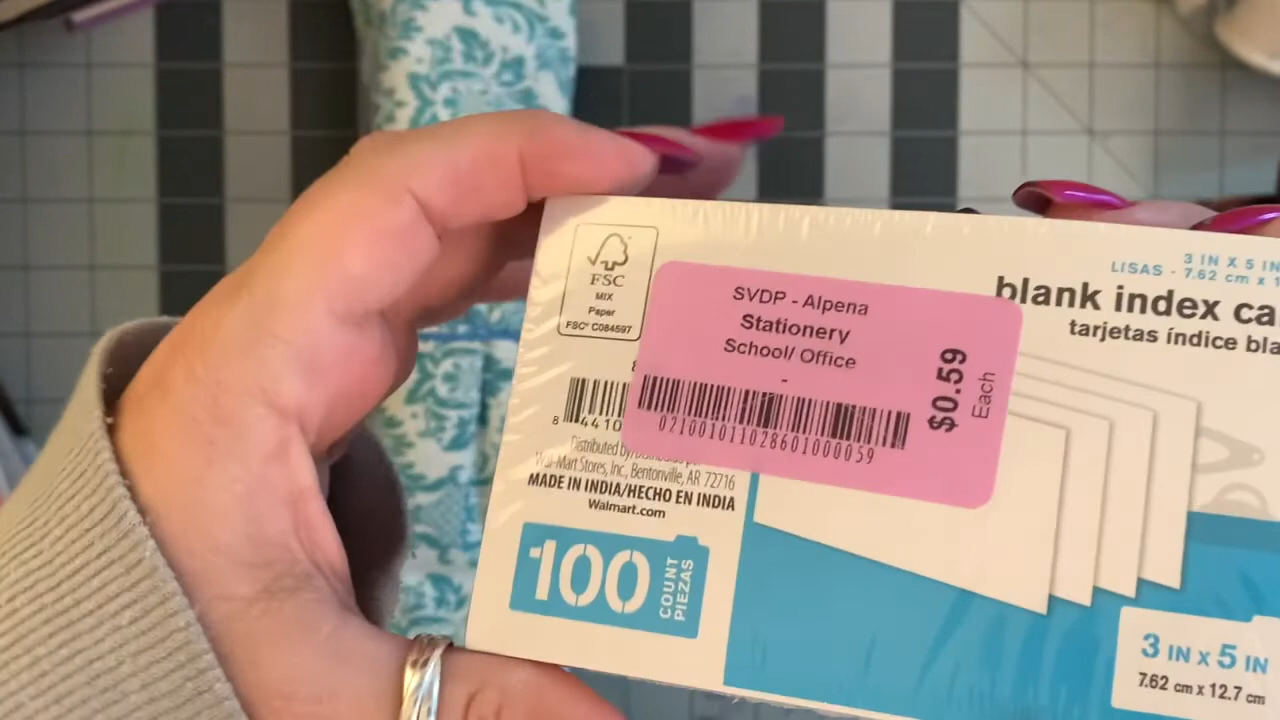 FSC
MIX
Paper
FSC® C084597
SVDP - Alpena
Stationery
School/ Office
-
021001011028601000059
$0.59
Each
3 IN X 5 IN
LISAS - 7.62 cm x
blank index ca
tarjetas índice bla
8 4410
Distributed by/
Wal-Mart Stores, Inc., Bentonville, AR 72716
MADE IN INDIA/HECHO EN INDIA
Walmart.com
100
COUNT
PIEZAS
3 IN X 5 IN
7.62 cm x 12.7 cm